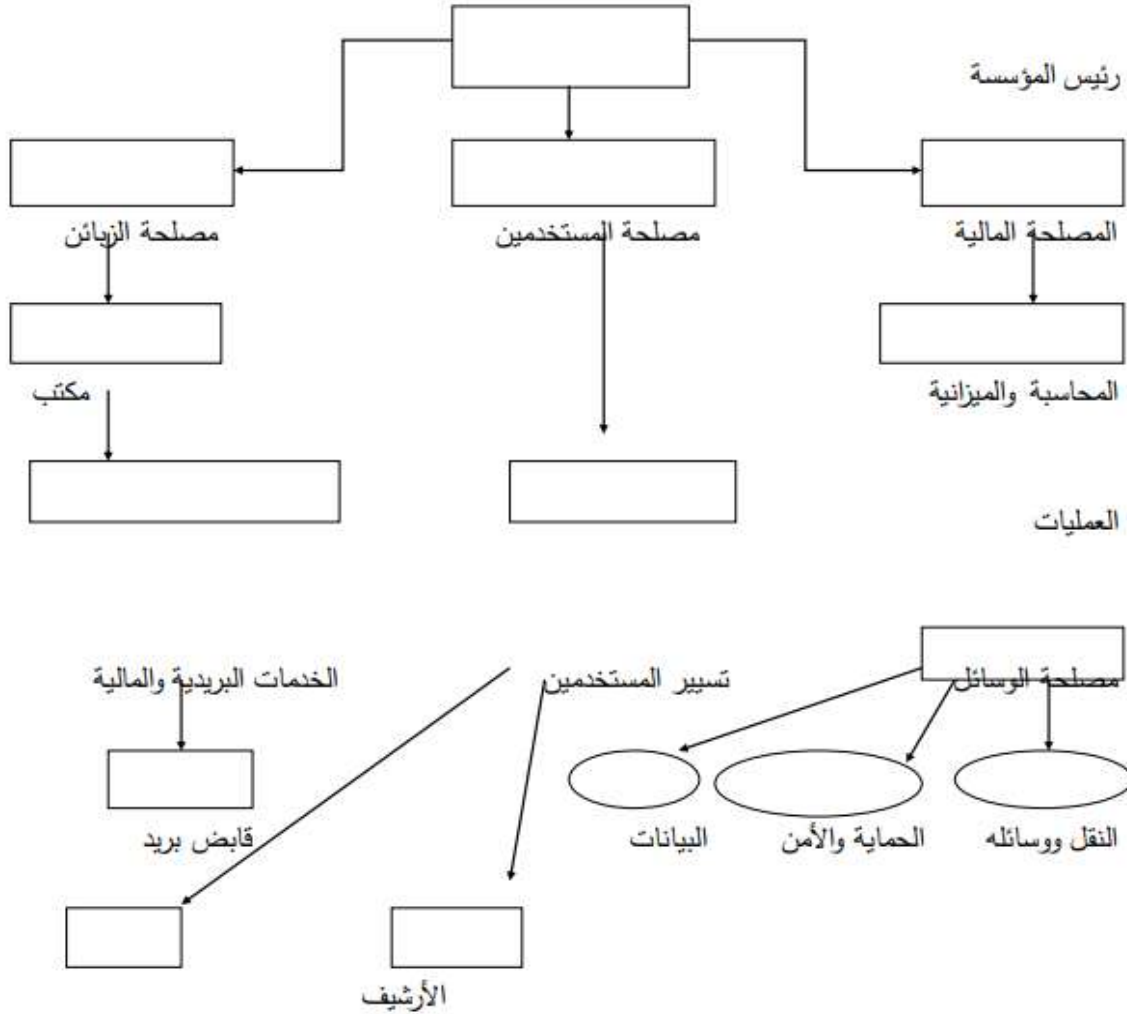 رئيس المؤسسة
المصلحة المالية
مصلحة المستخدمين
مصلحة الزبائن
المحاسبة والميزانية
مكتب
العمليات
مصلحة الوسائل
تسيير المستخدمين
الخدمات البريدية والمالية
النقل ووسائله
الحماية والأمن
البيانات
قابض بريد
الأرشيف